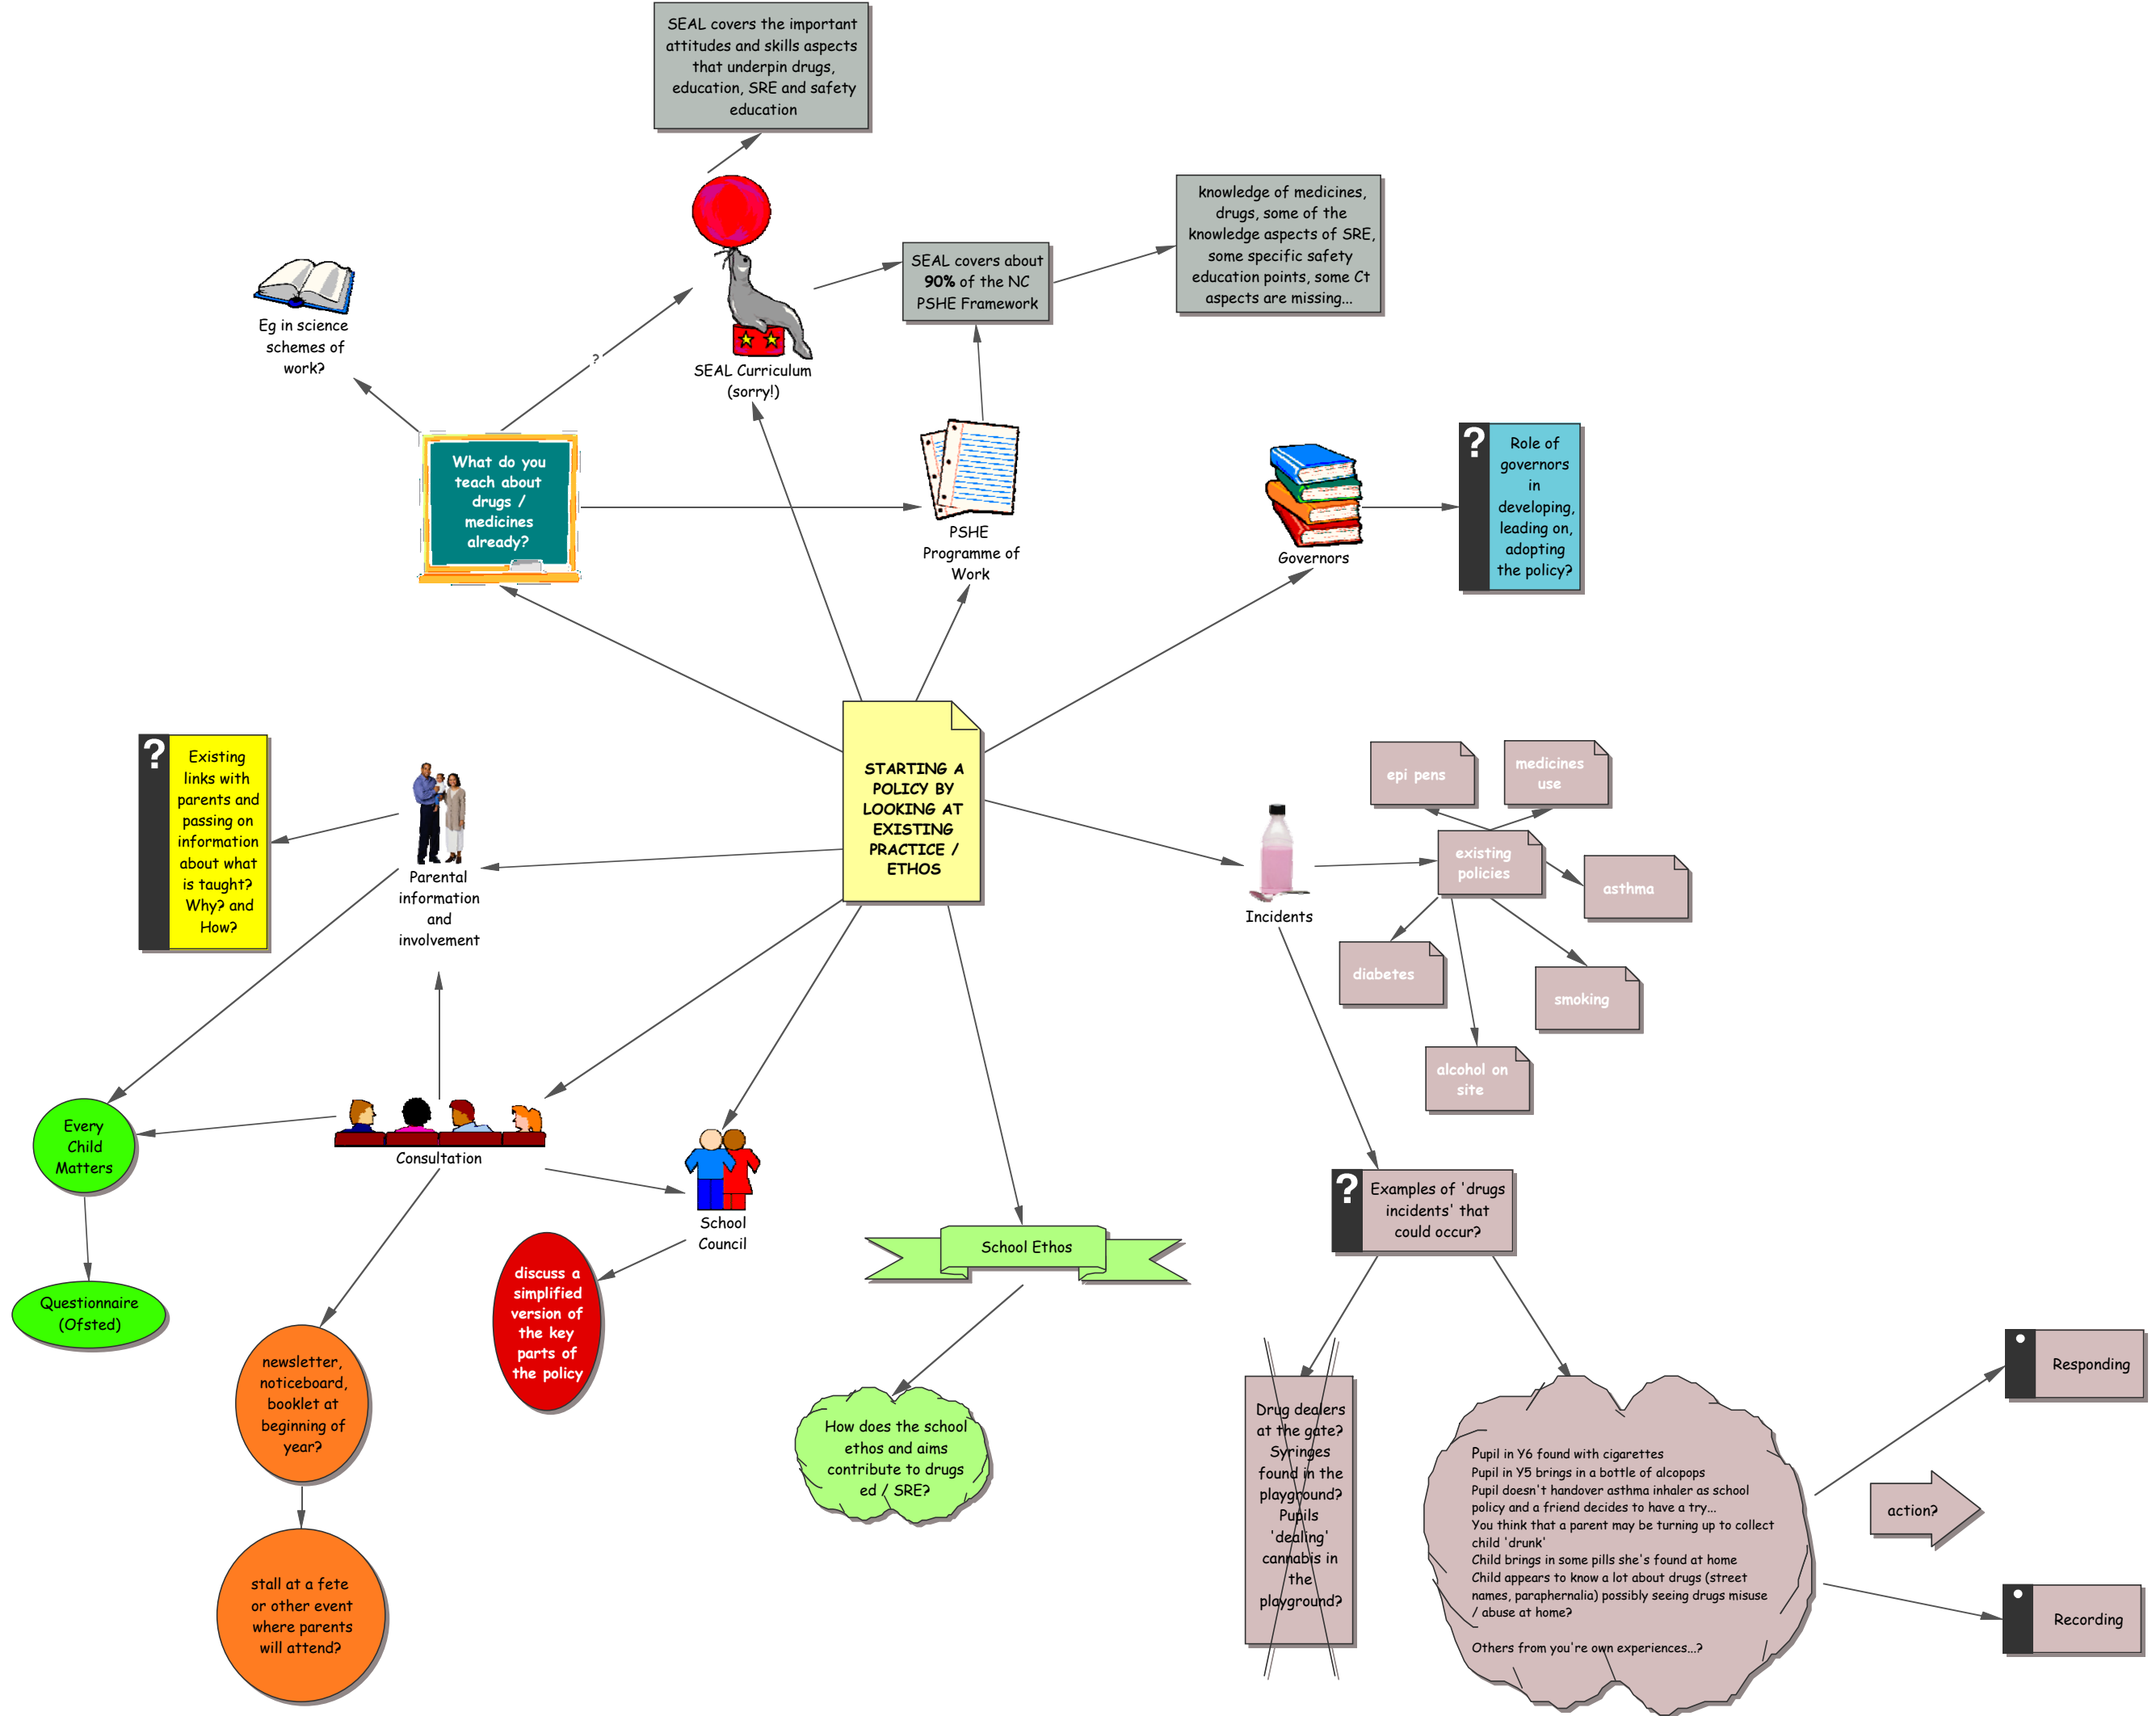 SEAL covers the important
attitudes and skills aspects
that underpin drugs,
education, SRE and safety
education
knowledge of medicines,
drugs, some of the
knowledge aspects of SRE,
some specific safety
education points, some Ct
aspects are missing...
SEAL covers about
90% of the NC
PSHE Framework
Eg in science
schemes of
work?
?
SEAL Curriculum
(sorry!)
What do you
teach about
drugs /
medicines
already?
PSHE
Programme of
Work
Governors
?
Role of
governors
in
developing,
leading on,
adopting
the policy?
STARTING A
POLICY BY
LOOKING AT
EXISTING
PRACTICE /
ETHOS
?
Existing
links with
parents and
passing on
information
about what
is taught?
Why? and
How?
Parental
information
and
involvement
Incidents
epi pens
medicines
use
existing
policies
asthma
diabetes
smoking
alcohol on
site
Every
Child
Matters
Consultation
School
Council
Questionnaire
(Ofsted)
discuss a
simplified
version of
the key
parts of
the policy
newsletter,
noticeboard,
booklet at
beginning of
year?
stall at a fete
or other event
where parents
will attend?
School Ethos
How does the school
ethos and aims
contribute to drugs
ed / SRE?
?
Examples of 'drugs
incidents' that
could occur?
Drug dealers
at the gate?
Syringes
found in the
playground?
Pupils
'dealing'
cannabis in
the
playground?
Pupil in Y6 found with cigarettes
Pupil in Y5 brings in a bottle of alcopops
Pupil doesn't handover asthma inhaler as school
policy and a friend decides to have a try...
You think that a parent may be turning up to collect
child 'drunk'
Child brings in some pills she's found at home
Child appears to know a lot about drugs (street
names, paraphernalia) possibly seeing drugs misuse
/ abuse at home?
Others from you're own experiences...?
Responding
action?
Recording